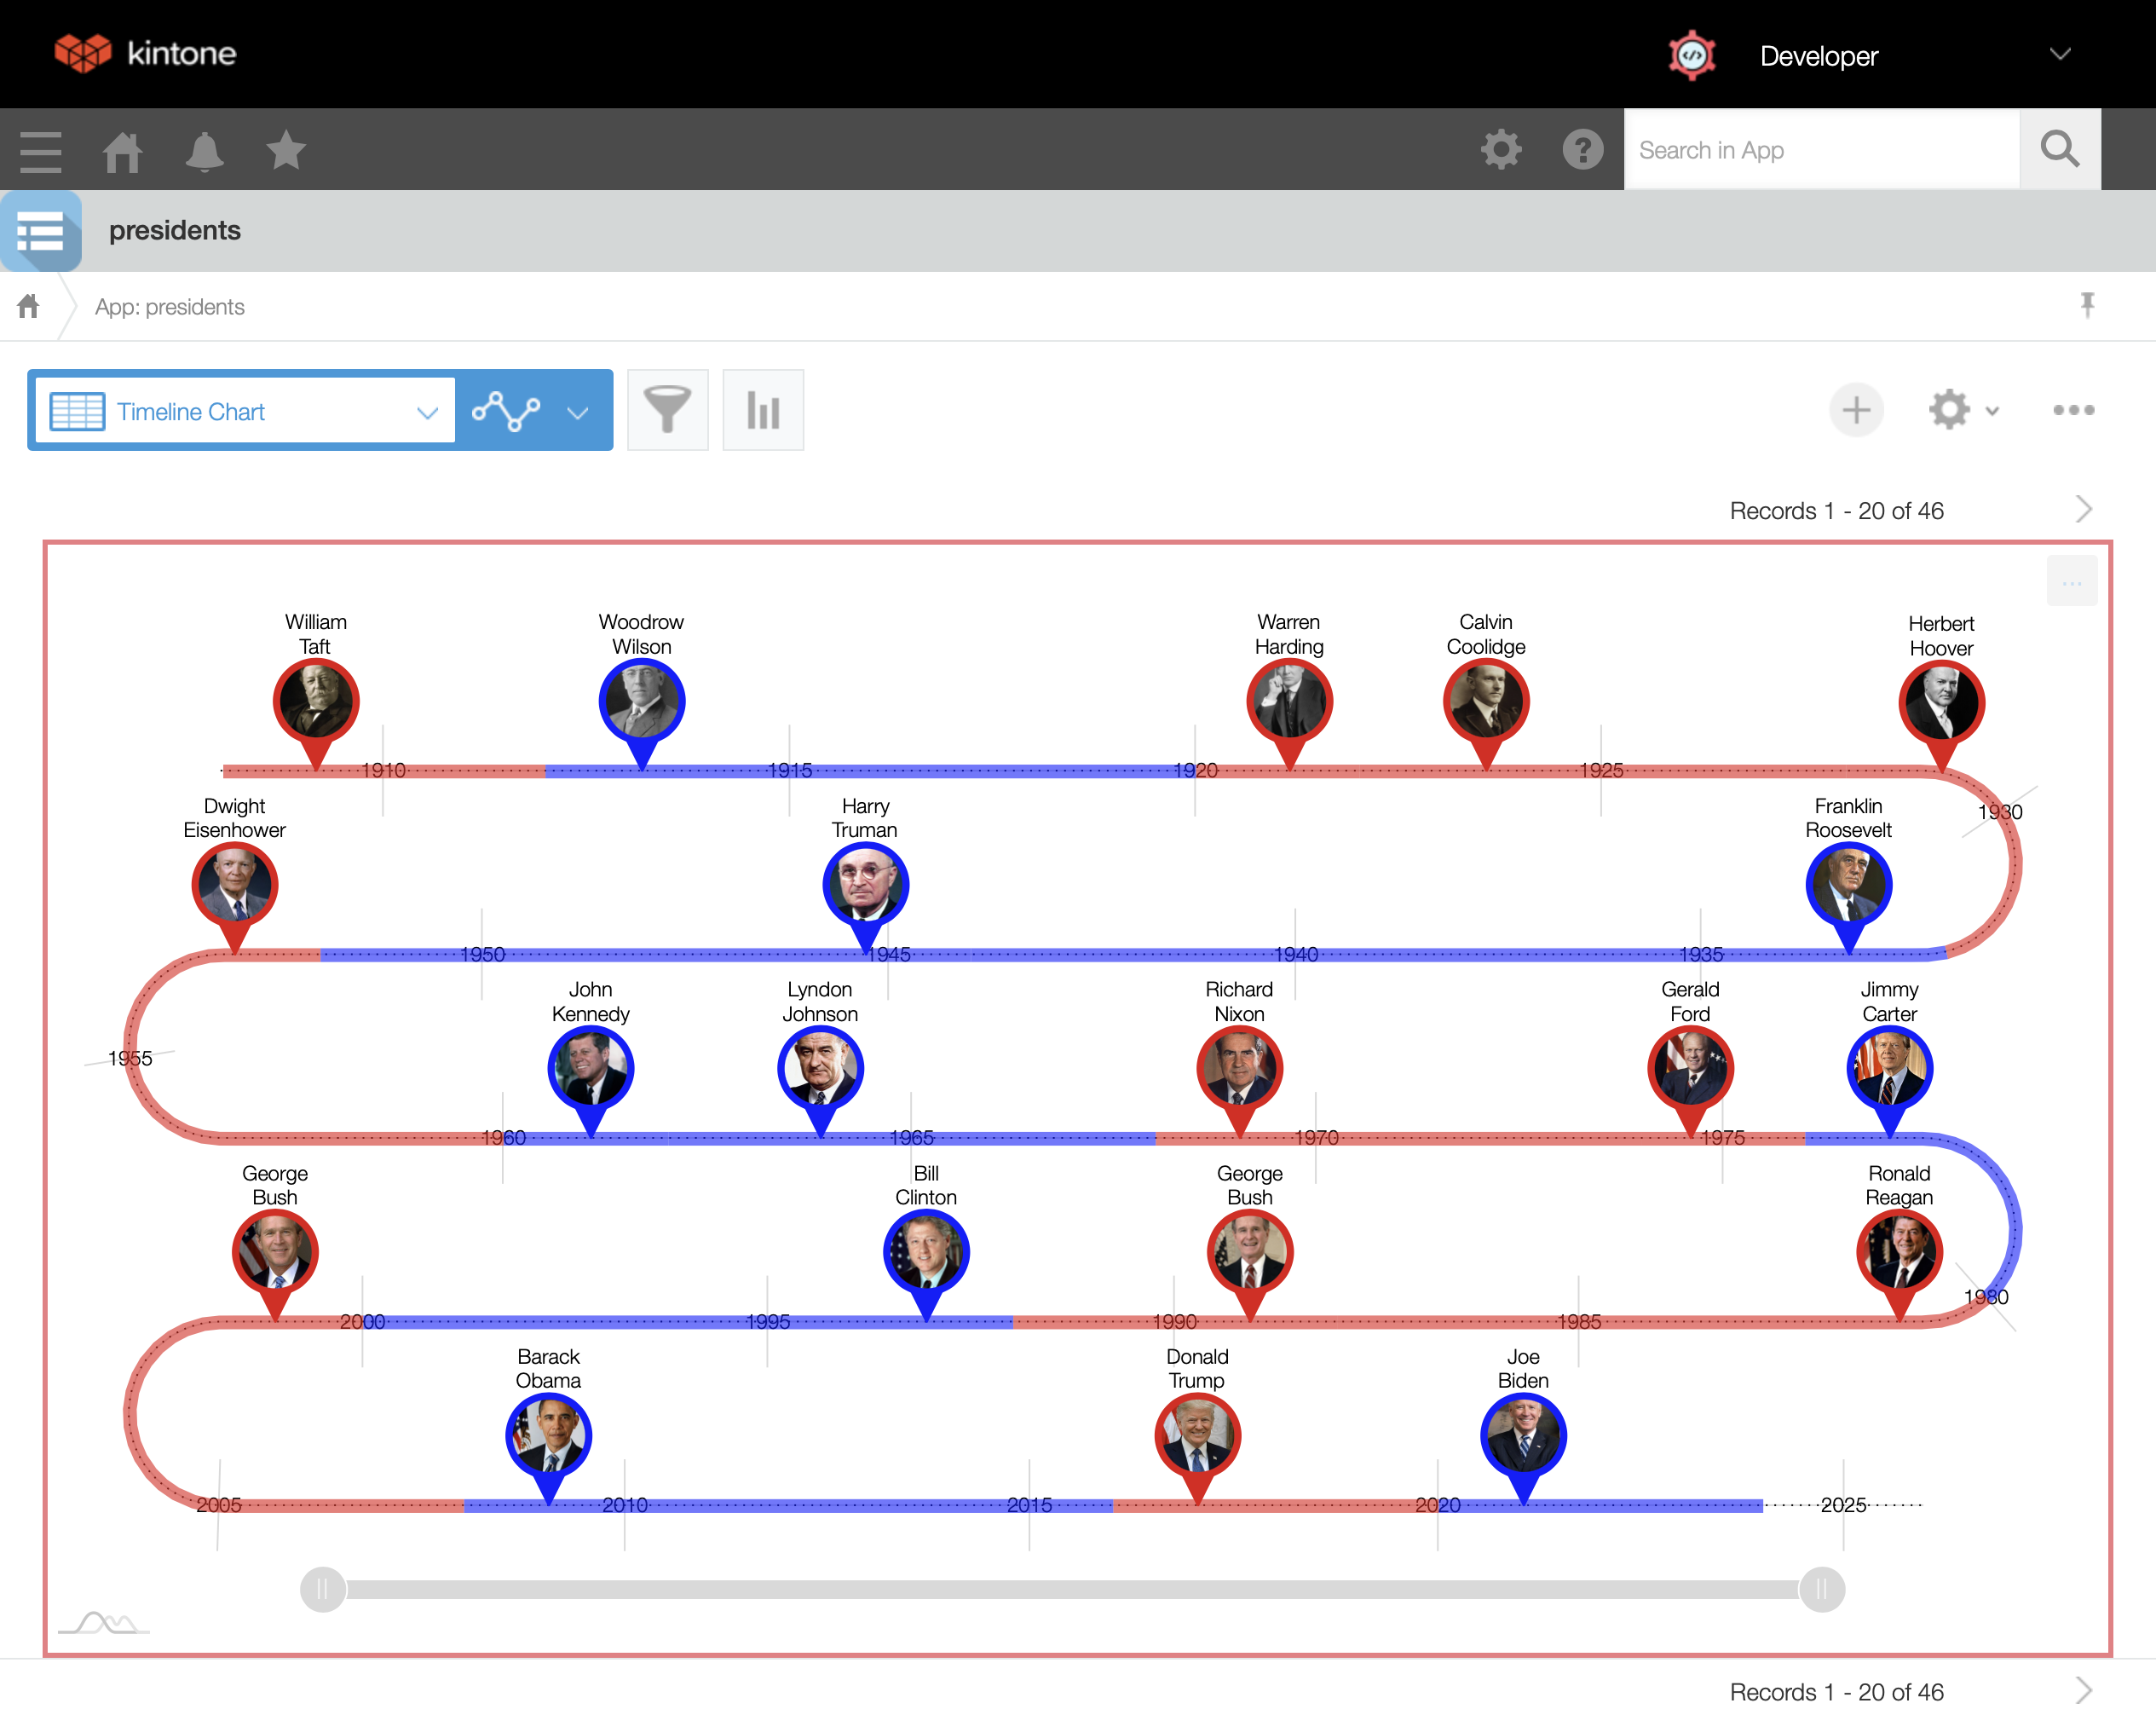 kintone
Developer
Search in App
presidents
App: presidents
Timeline Chart
Records 1 - 20 of 46
...
William
Taft
Woodrow
Wilson
Warren
Harding
Calvin
Coolidge
Herbert
Hoover
1910
1915
1920
1925
1930
Dwight
Eisenhower
Harry
Truman
Franklin
Roosevelt
1950
1945
1940
1935
1955
John
Kennedy
Lyndon
Johnson
Richard
Nixon
Gerald
Ford
Jimmy
Carter
1960
1965
1970
1975
George
Bush
Bill
Clinton
George
Bush
Ronald
Reagan
1980
2000
1995
1990
1985
Barack
Obama
Donald
Trump
Joe
Biden
2005
2010
2015
2020
2025
Records 1 - 20 of 46